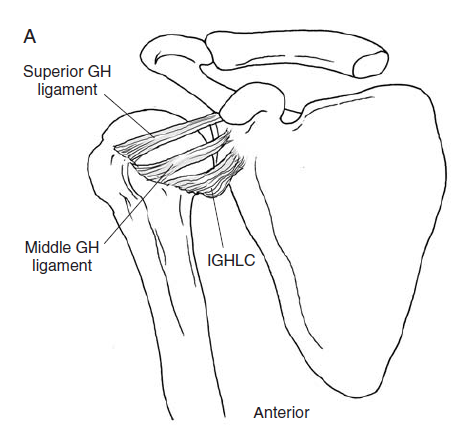 A
Superior GH
ligament
Middle GH
ligament
IGHLC
Anterior